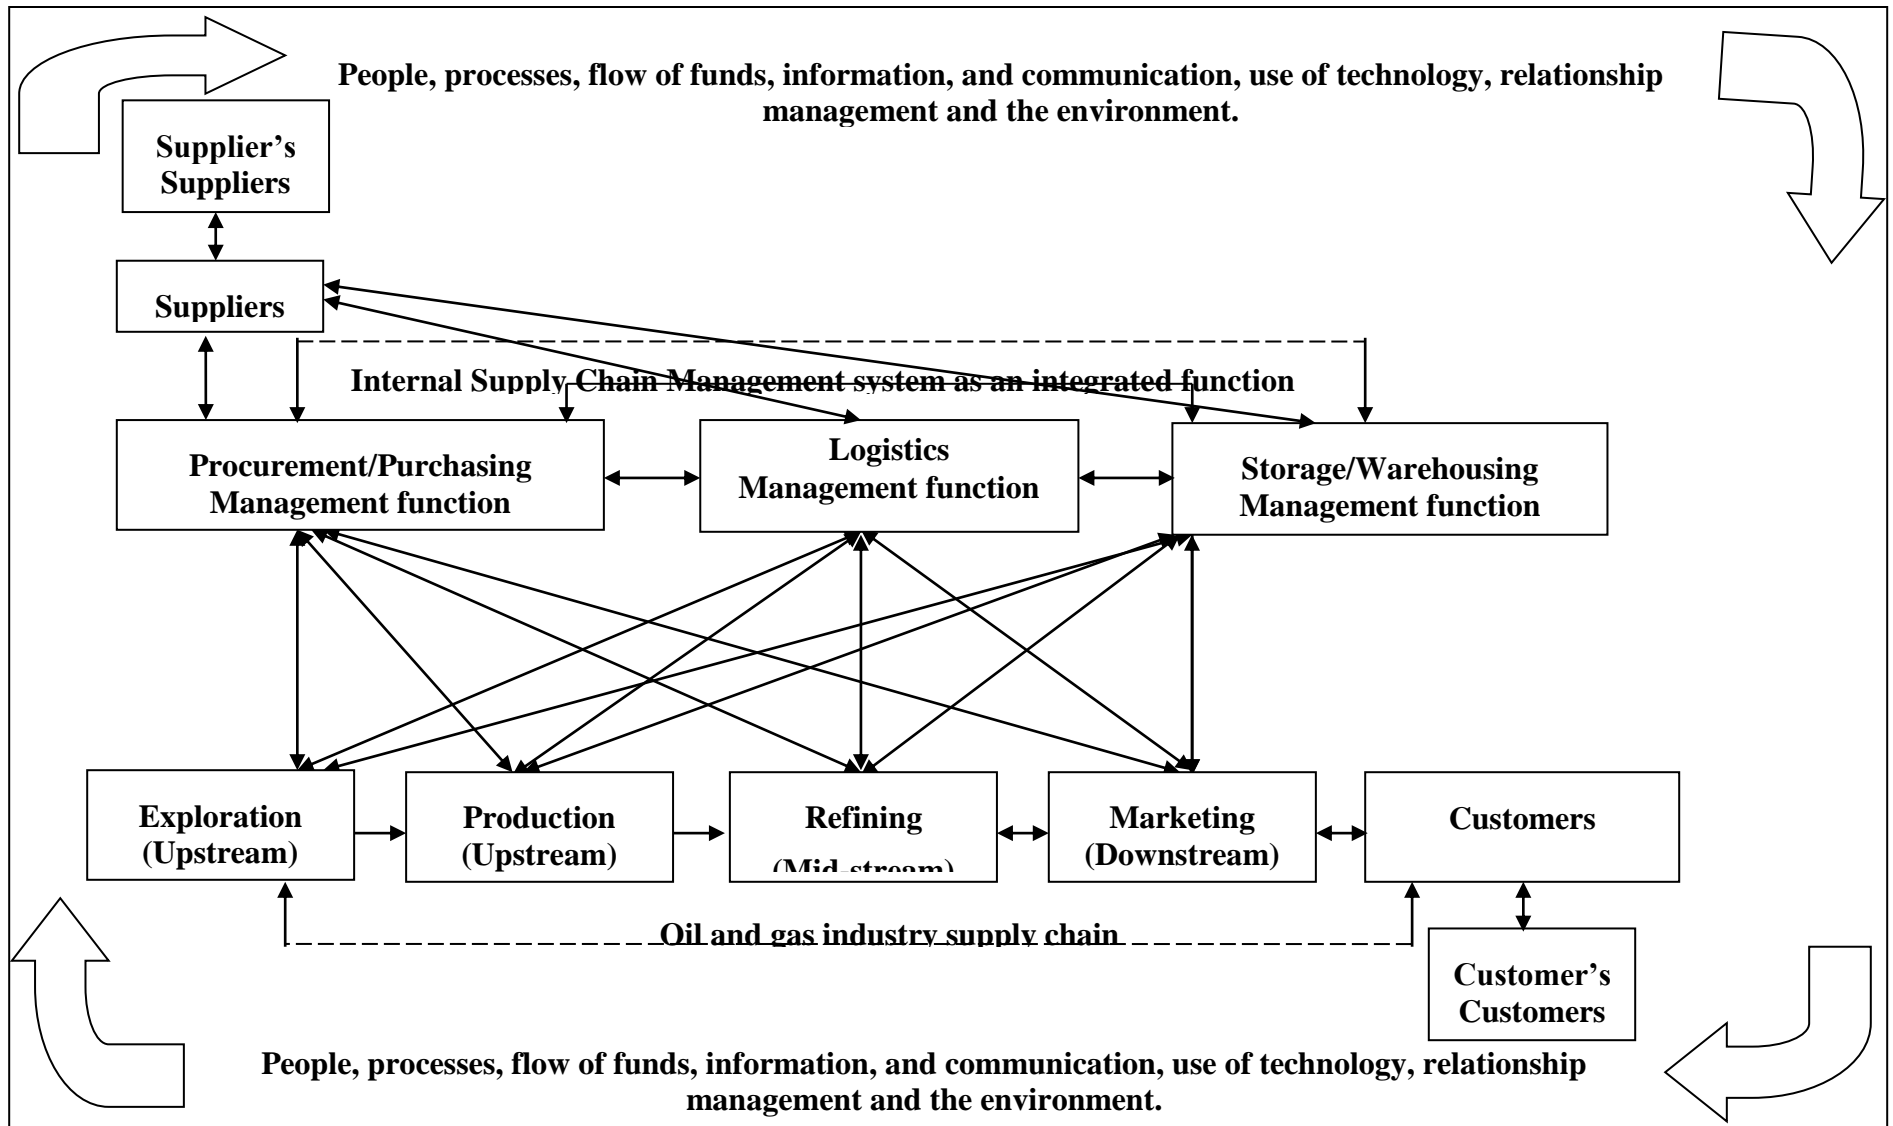 People, processes, flow of funds, information, and communication, use of technology, relationship
management and the environment.
Supplier’s
Suppliers
Suppliers
Internal Supply Chain Management system as an integrated function
Procurement/Purchasing
Management function
Logistics
Management function
Storage/Warehousing
Management function
Exploration
(Upstream)
Production
(Upstream)
Refining
(Mid-stream)
Marketing
(Downstream)
Customers
Oil and gas industry supply chain
Customer’s
Customers
People, processes, flow of funds, information, and communication, use of technology, relationship
management and the environment.